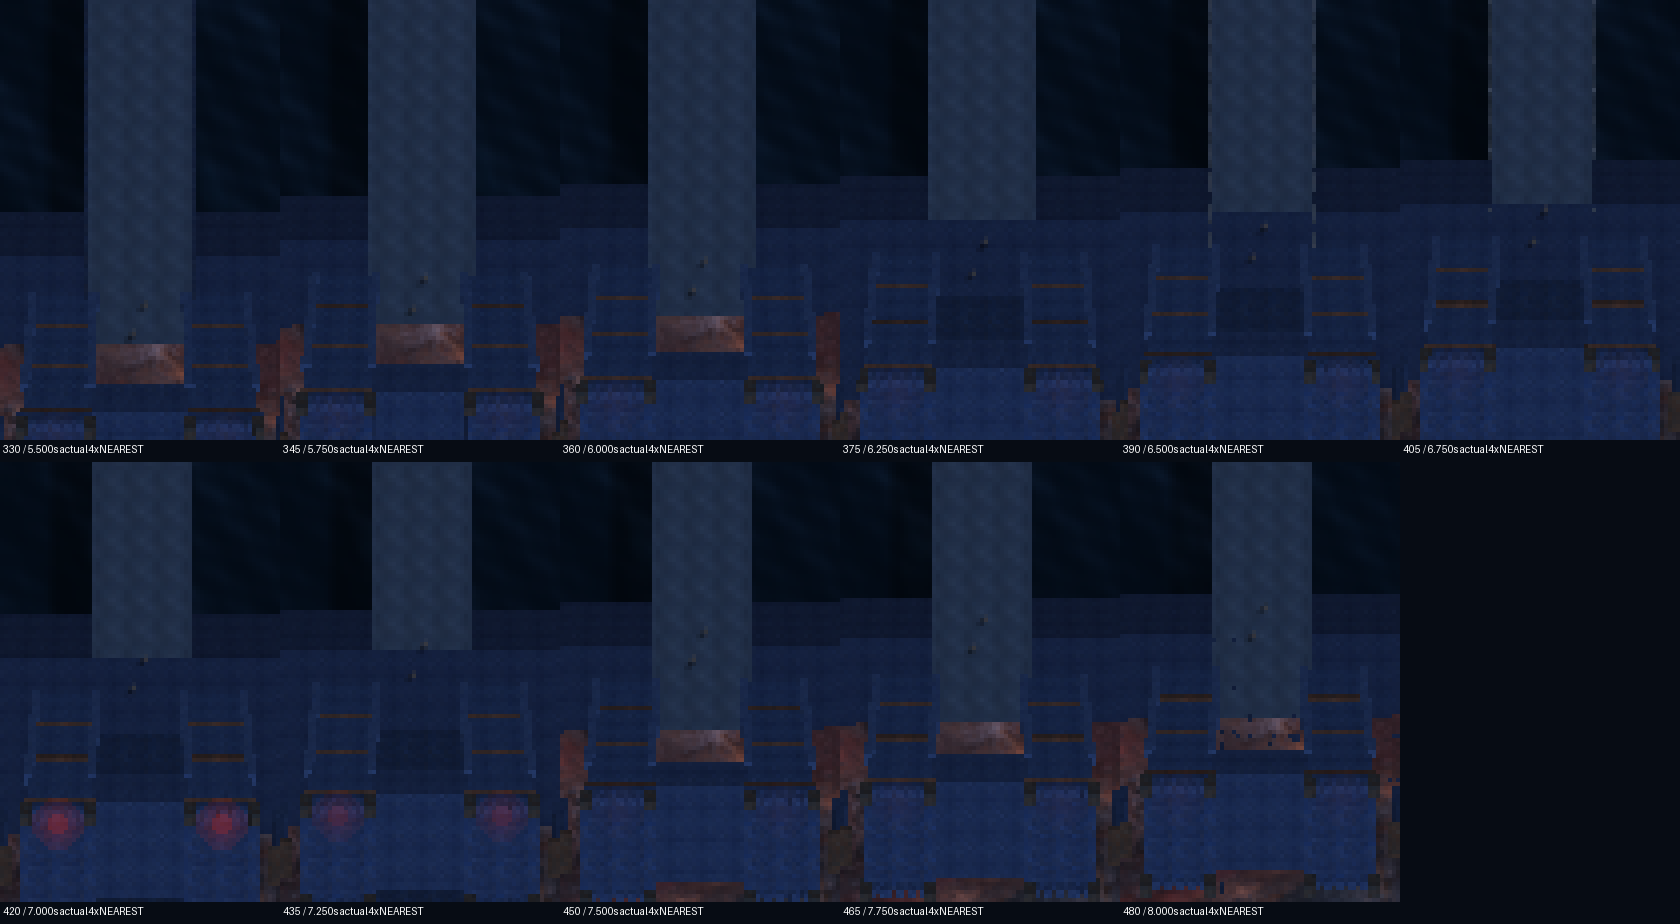 330 / 5.500sactual4xNEAREST
345 / 5.750sactual4xNEAREST
360 / 6.000sactual4xNEAREST
375 / 6.250sactual4xNEAREST
390 / 6.500sactual4xNEAREST
405 / 6.750sactual4xNEAREST
420 / 7.000sactual4xNEAREST
435 / 7.250sactual4xNEAREST
450 / 7.500sactual4xNEAREST
465 / 7.750sactual4xNEAREST
480 / 8.000sactual4xNEAREST